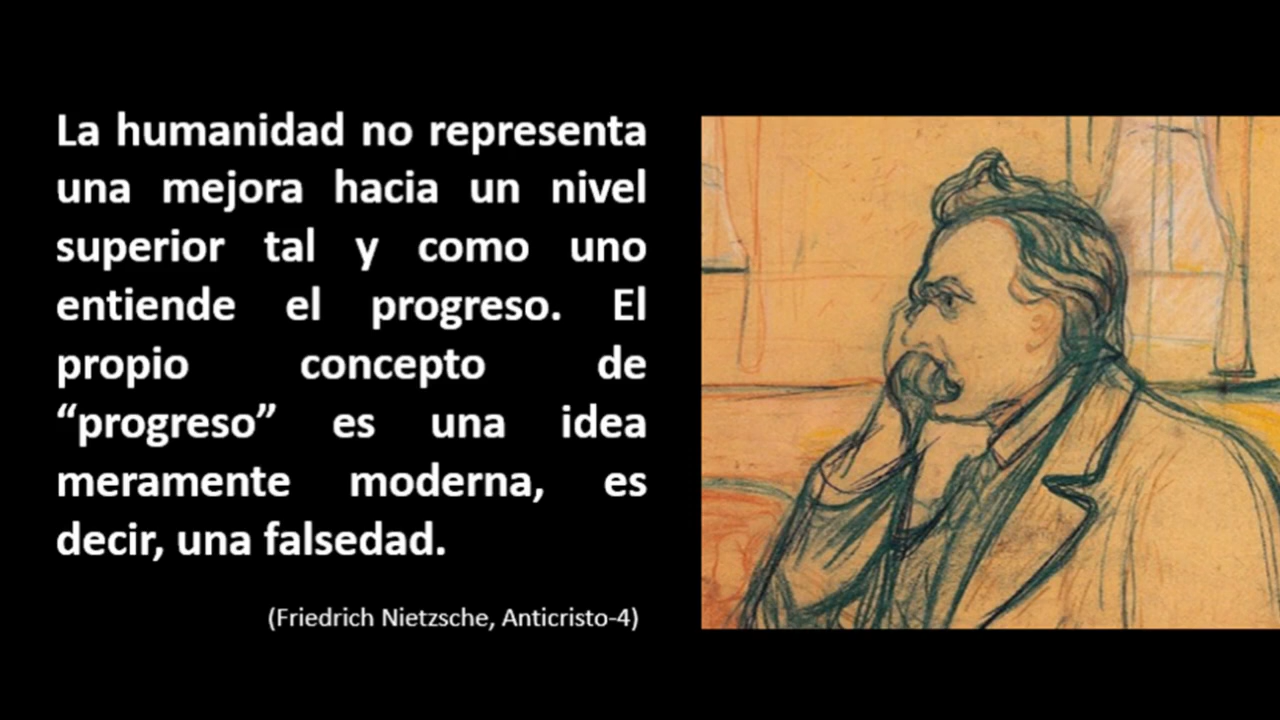 La humanidad no representa
una mejora hacia un nivel
superior tal y como uno
entiende el progreso. El
propio concepto de
“progreso” es una idea
meramente moderna, es
decir, una falsedad.
(Friedrich Nietzsche, Anticristo-4)